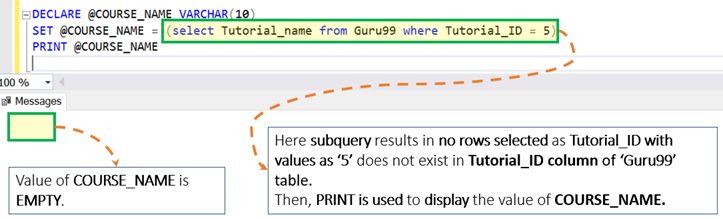 DECLARE @COURSE_NAME VARCHAR(10)
SET @COURSE_NAME = (select Tutorial_name from Guru99 where Tutorial_ID = 5)
PRINT @COURSE_NAME
100 %
Messages
Value of COURSE_NAME is
EMPTY.
Here subquery results in no rows selected as Tutorial_ID with
values as ‘5’ does not exist in Tutorial_ID column of ‘Guru99’
table.
Then, PRINT is used to display the value of COURSE_NAME.